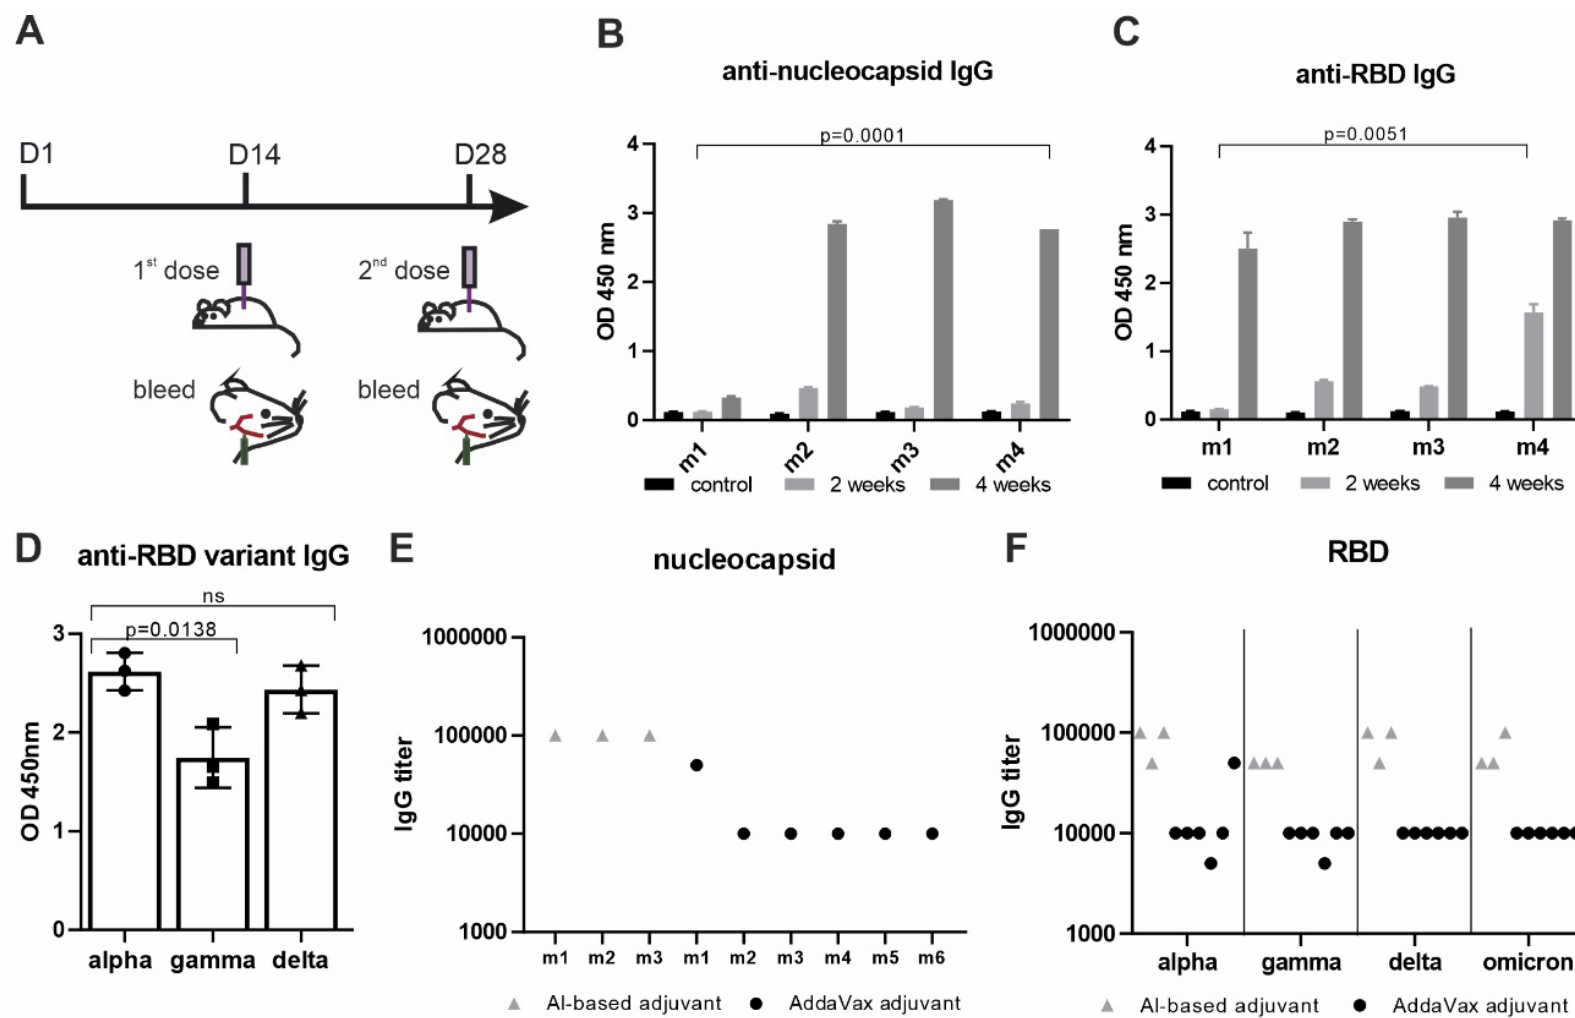 A
D1 D14 D28
1st dose 2nd dose
bleed bleed
B
anti-nucleocapsid IgG
p=0.0001
4
3
2
1
0
OD 450 nm
m1 m2 m3 m4
control 2 weeks 4 weeks
C
anti-RBD IgG
p=0.0051
4
3
2
1
0
OD 450 nm
m1 m2 m3 m4
control 2 weeks 4 weeks
D
anti-RBD variant IgG
ns
p=0.0138
3
2
1
0
OD 450nm
alpha gamma delta
E
nucleocapsid
1000000
100000
10000
1000
IgG titer
m1 m2 m3 m1 m2 m3 m4 m5 m6
Al-based adjuvant AddaVax adjuvant
F
RBD
1000000
100000
10000
1000
IgG titer
alpha gamma delta omicron
Al-based adjuvant AddaVax adjuvant